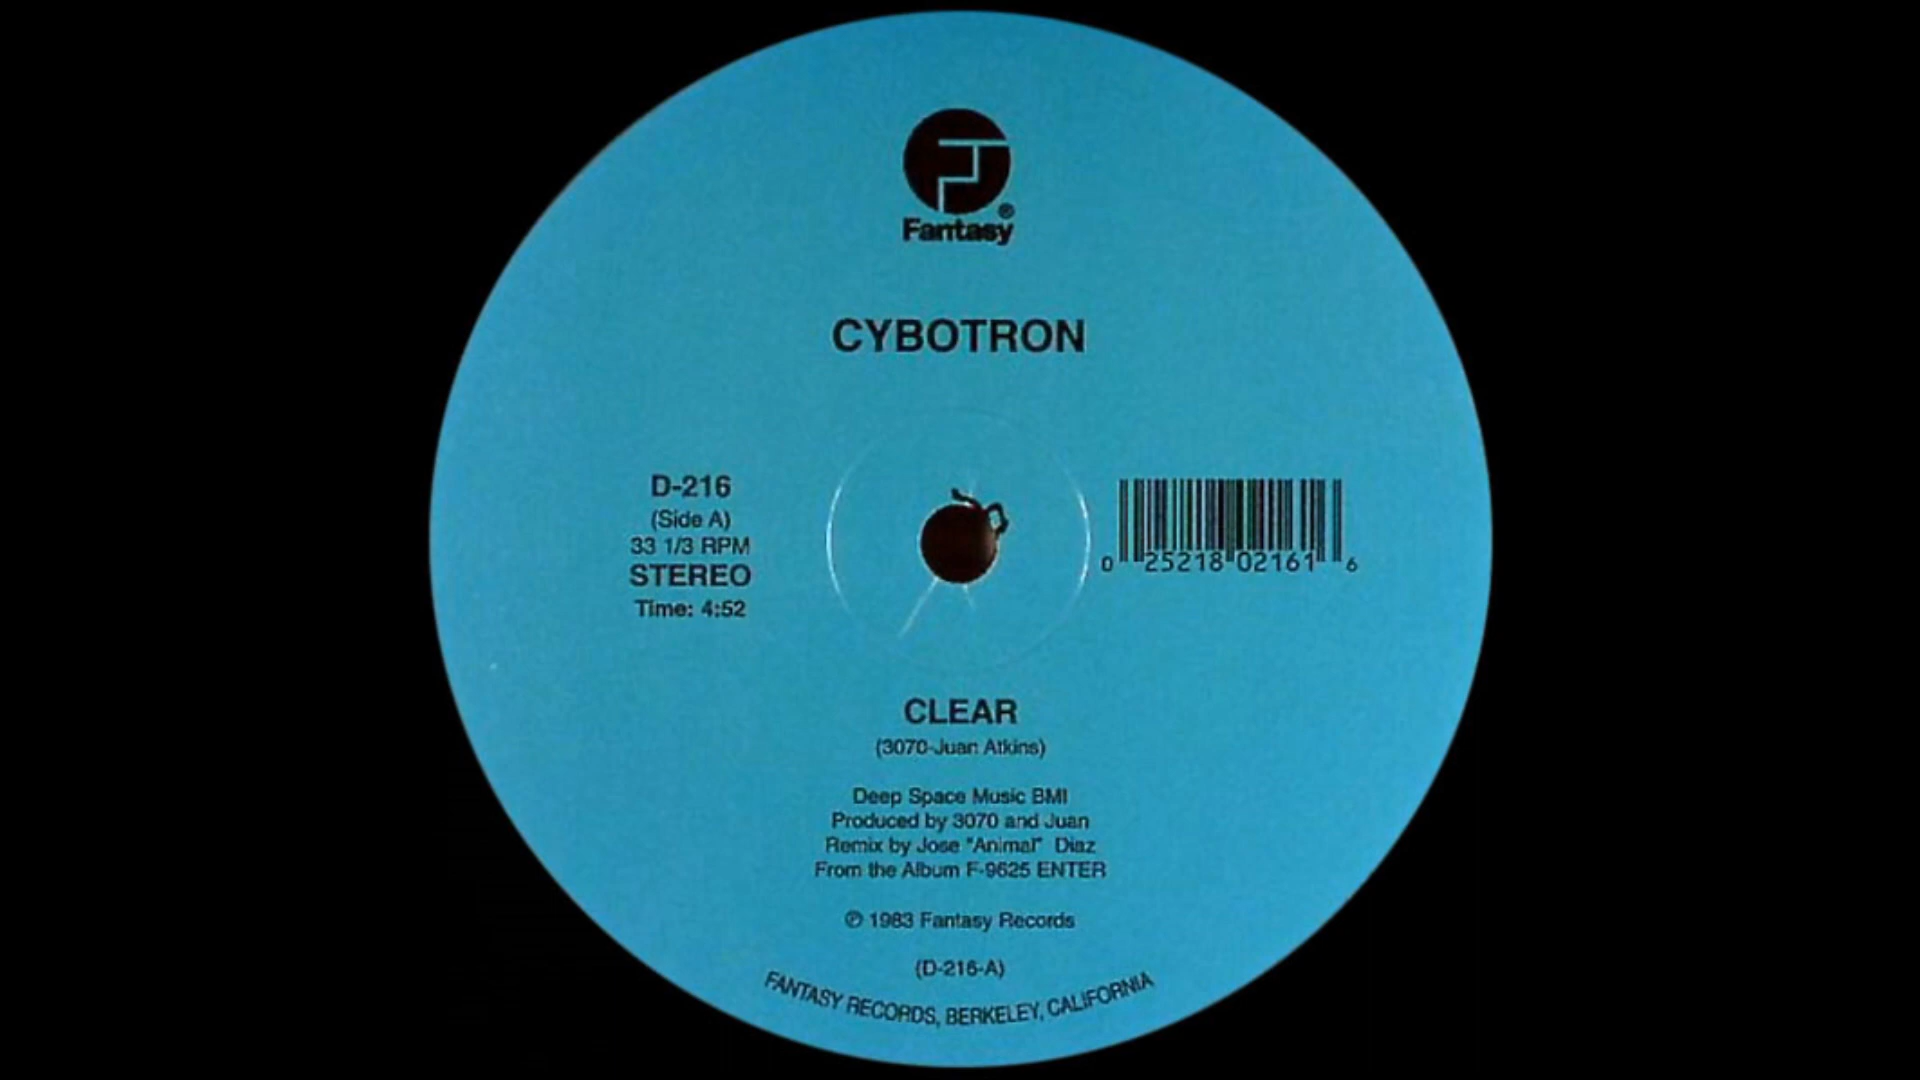 Fantasy®
CYBOTRON
D-216
(Side A)
33 1/3 RPM
STEREO
Time: 4:52
0 25218 02161 6
CLEAR
(3070-Juan Atkins)
Deep Space Music BMI
Produced by 3070 and Juan
Remix by Jose "Animal" Diaz
From the Album F-9625 ENTER
℗ 1983 Fantasy Records
(D-216-A)
FANTASY RECORDS, BERKELEY, CALIFORNIA